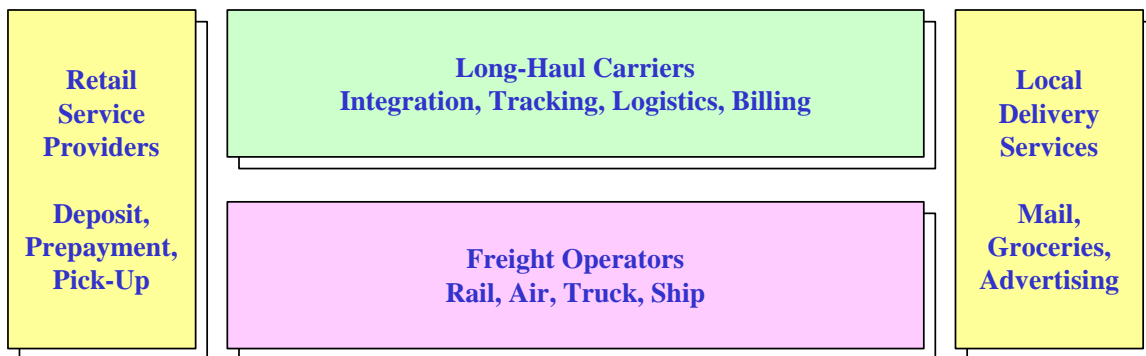 Retail
Service
Providers
Deposit,
Prepayment,
Pick-Up
Long-Haul Carriers
Integration, Tracking, Logistics, Billing
Freight Operators
Rail, Air, Truck, Ship
Local
Delivery
Services
Mail,
Groceries,
Advertising